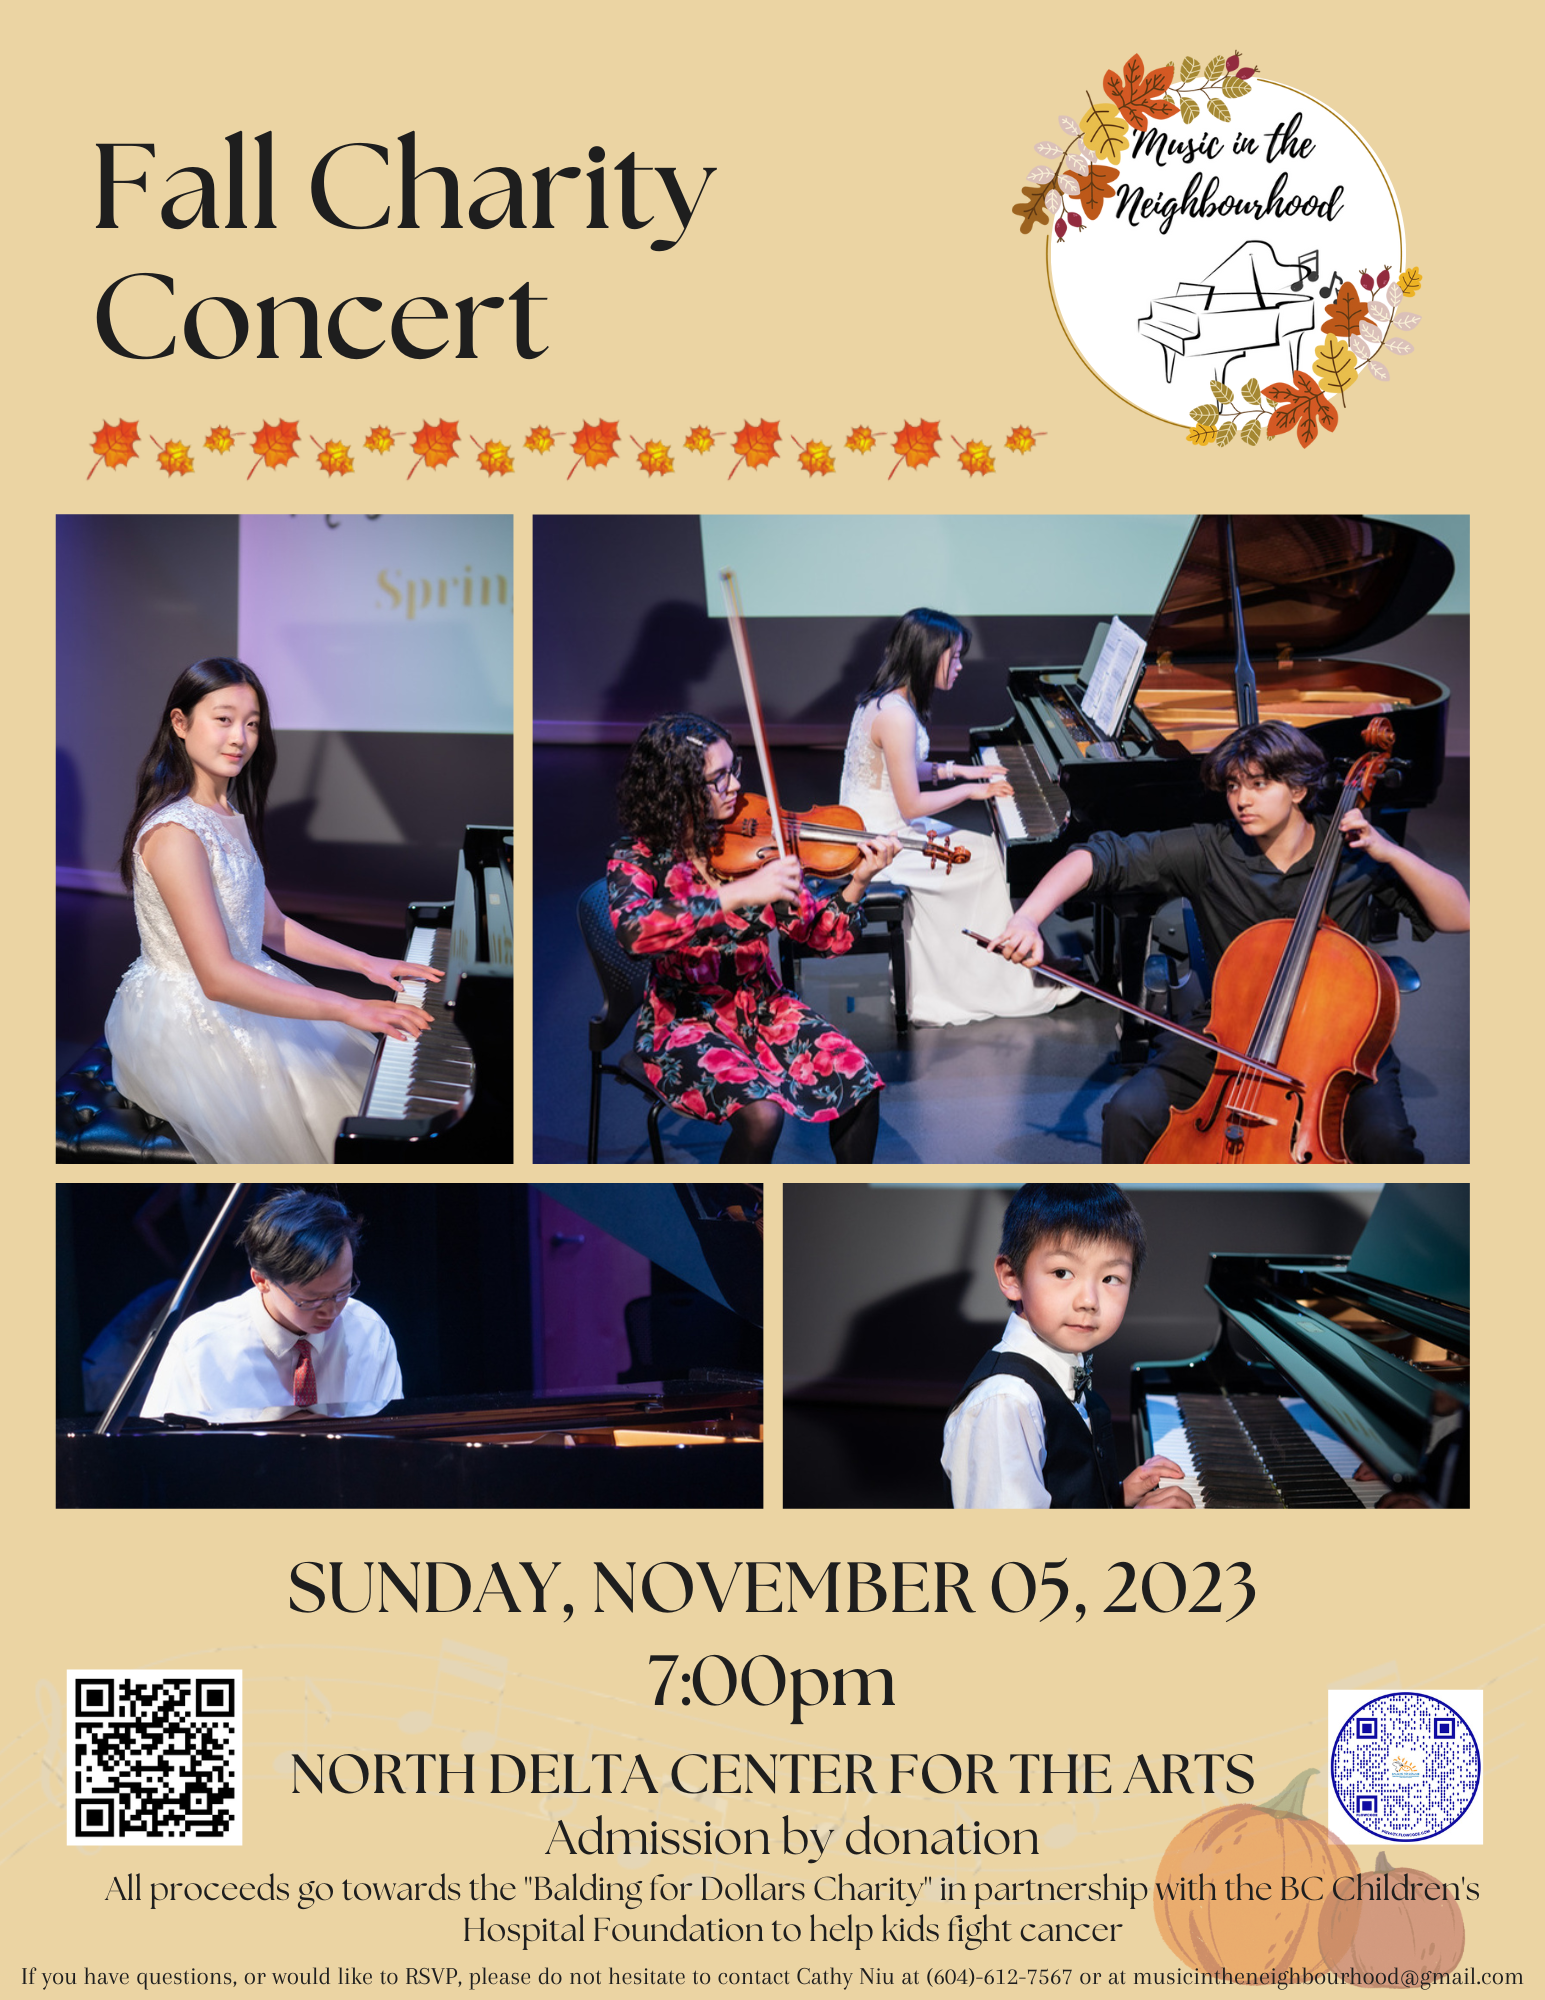 Fall Charity
Concert
Music in the
Neighbourhood
Sprin
SUNDAY, NOVEMBER 05, 2023
7:00pm
NORTH DELTA CENTER FOR THE ARTS
Admission by donation
All proceeds go towards the "Balding for Dollars Charity" in partnership with the BC Children's
Hospital Foundation to help kids fight cancer
If you have questions, or would like to RSVP, please do not hesitate to contact Cathy Niu at (604)-612-7567 or at musicintheneighbourhood@gmail.com